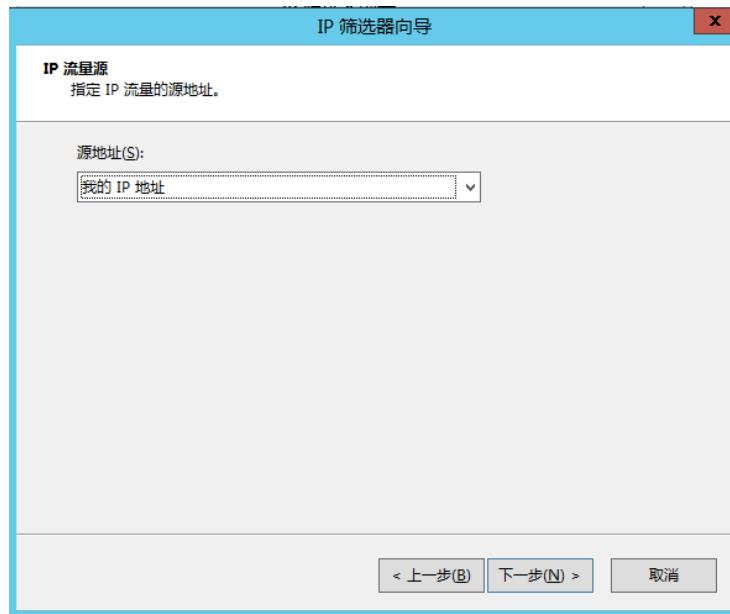 IP 筛选器向导
x
IP 流量源
指定 IP 流量的源地址。
源地址(S):
我的 IP 地址
< 上一步(B) 下一步(N) > 取消